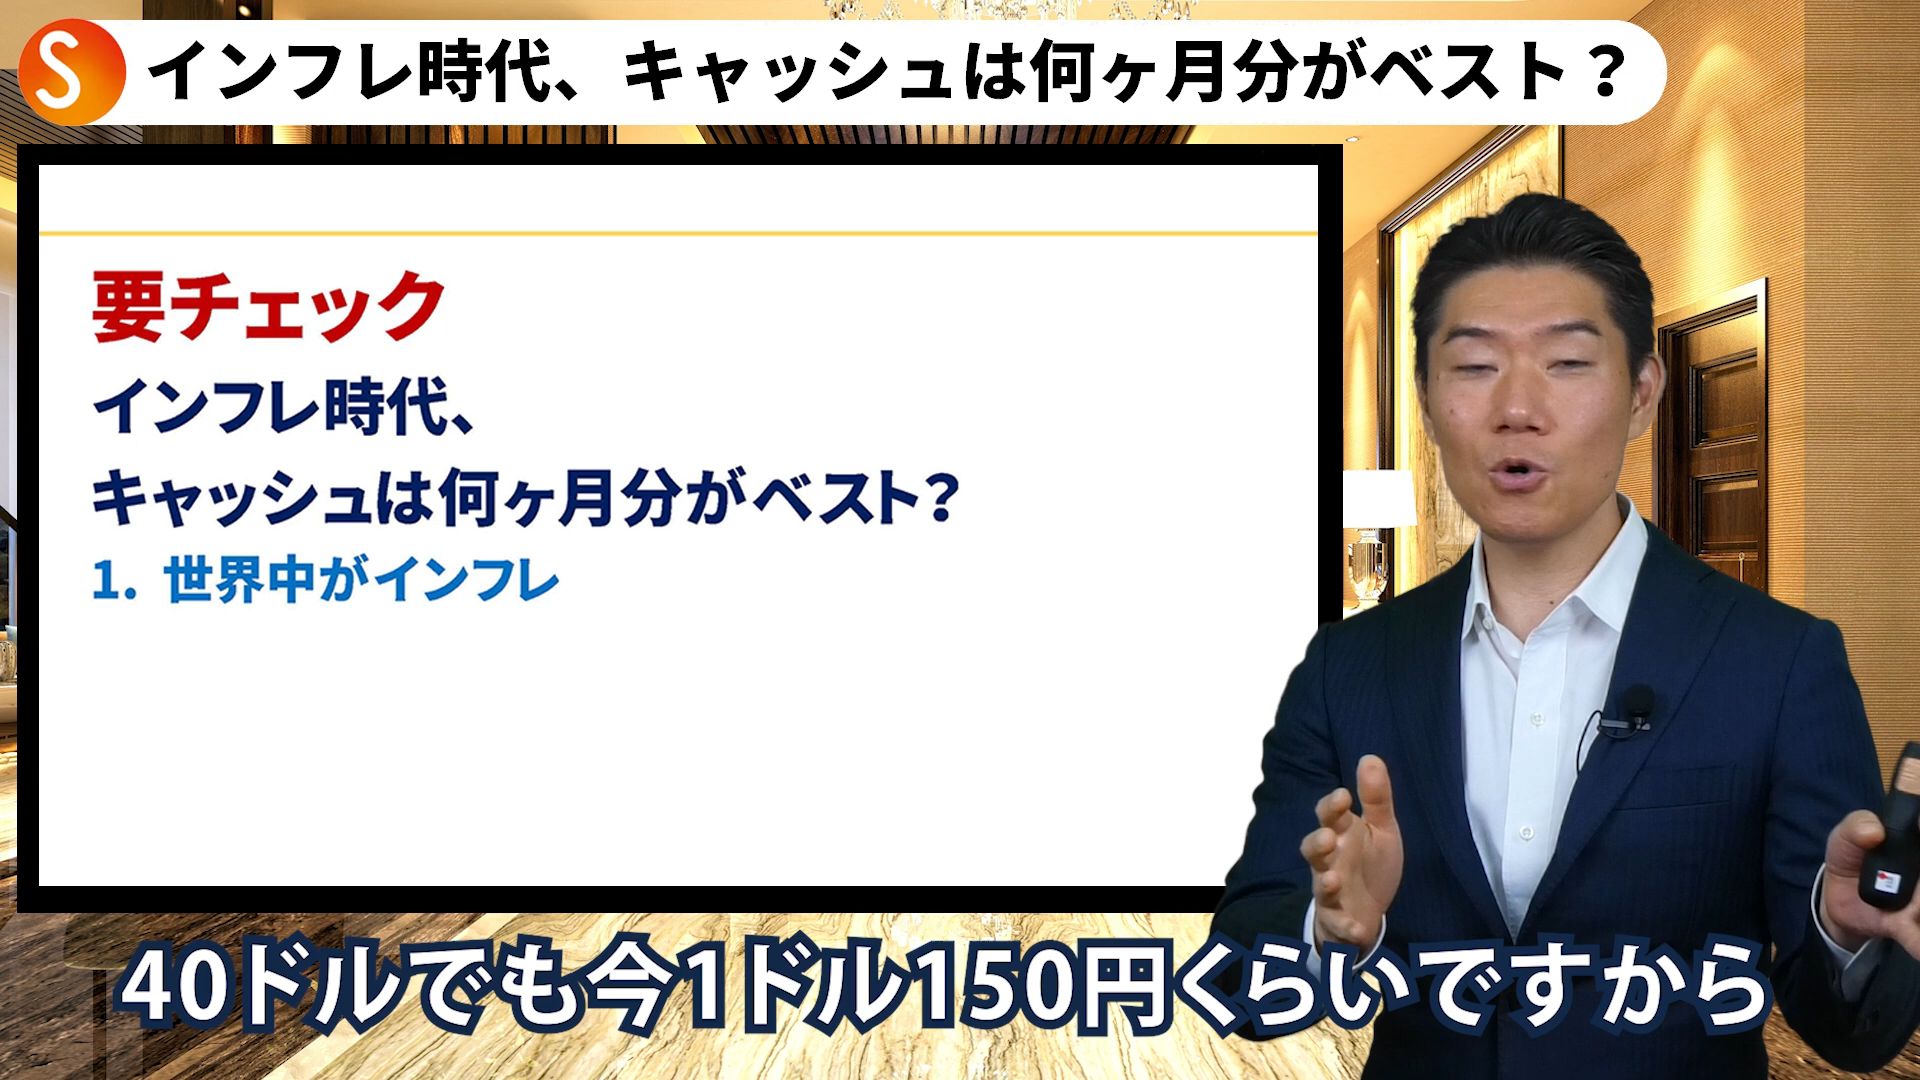 S
インフレ時代、キャッシュは何ヶ月分がベスト？
要チェック
インフレ時代、
キャッシュは何ヶ月分がベスト？
1. 世界中がインフレ
40ドルでも今1ドル150円くらいですから